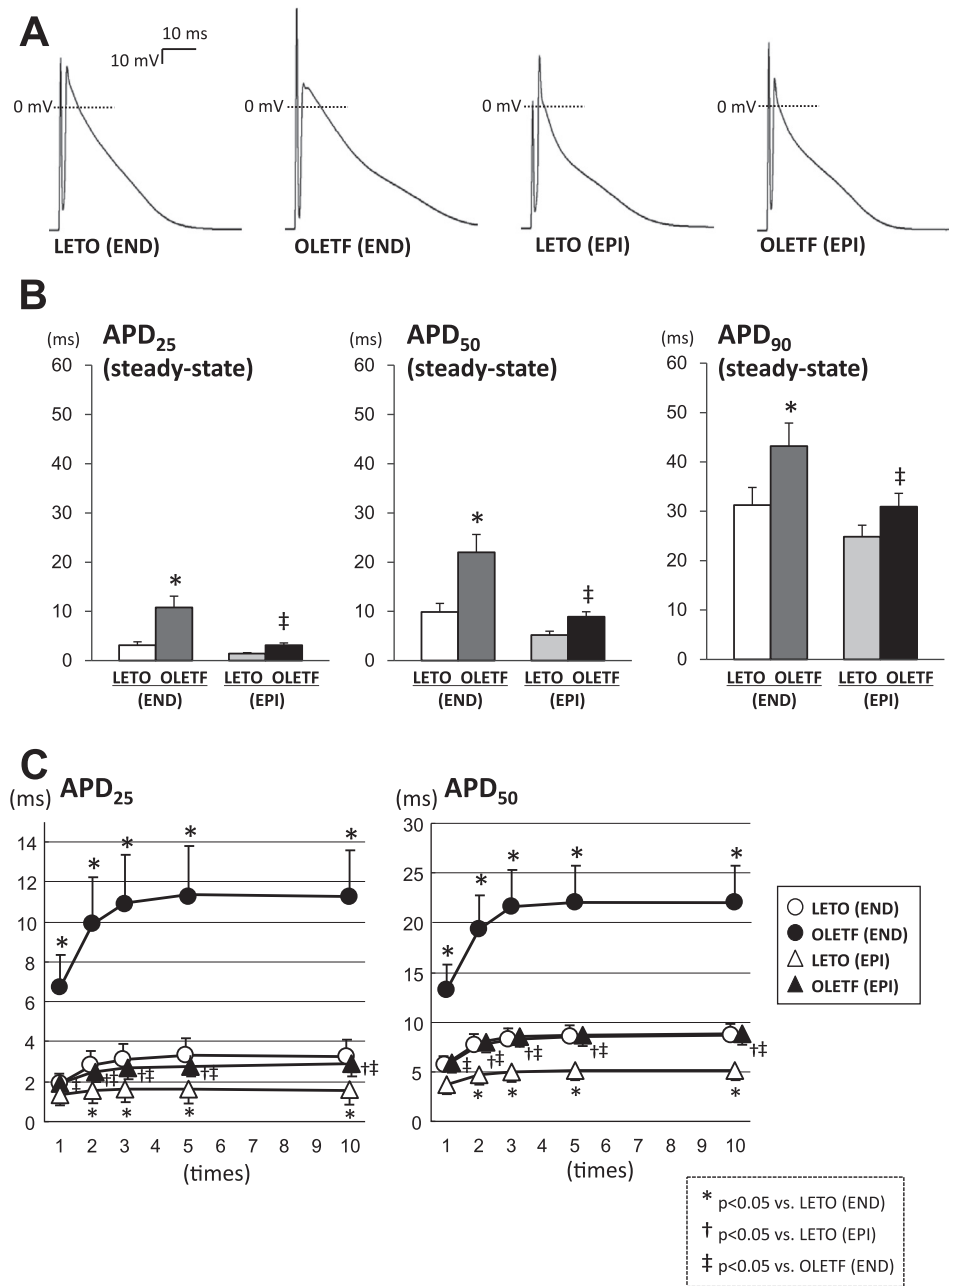 A
10 ms
10 mV
0 mV
0 mV
0 mV
0 mV
LETO (END)
OLETF (END)
LETO (EPI)
OLETF (EPI)
B
(ms)
APD25
(steady-state)
60
50
40
30
20
10
0
*
‡
LETO OLETF
LETO OLETF
(END)
(EPI)
(ms)
APD50
(steady-state)
60
50
40
30
20
10
0
*
‡
LETO OLETF
LETO OLETF
(END)
(EPI)
(ms)
APD90
(steady-state)
60
50
40
30
20
10
0
*
‡
LETO OLETF
LETO OLETF
(END)
(EPI)
C
(ms)
APD25
14
12
10
8
6
4
2
0
* * * * *
‡ †‡ †‡ †‡ †‡
* * * *
1 2 3 4 5 6 7 8 9 10
(times)
(ms)
APD50
30
25
20
15
10
5
0
* * * * *
‡ †‡ †‡ †‡ †‡
* * * *
1 2 3 4 5 6 7 8 9 10
(times)
LETO (END)
OLETF (END)
LETO (EPI)
OLETF (EPI)
* p<0.05 vs. LETO (END)
† p<0.05 vs. LETO (EPI)
‡ p<0.05 vs. OLETF (END)